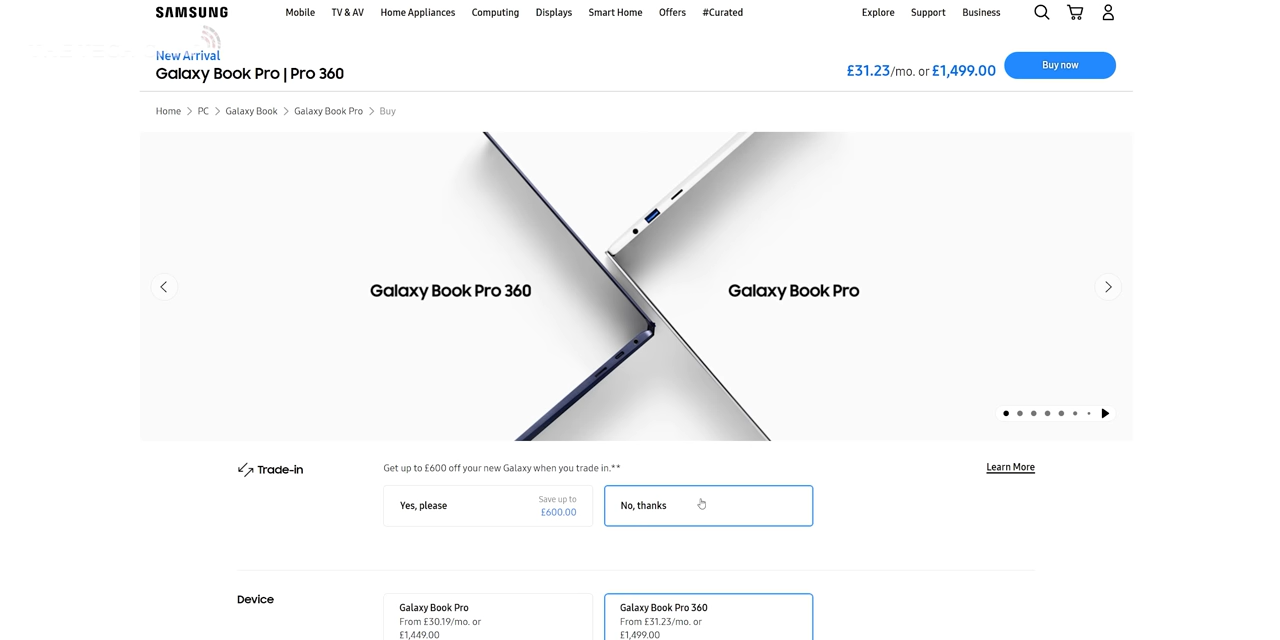 SAMSUNG
Mobile TV & AV Home Appliances Computing Displays Smart Home Offers #Curated Explore Support Business
New Arrival
Galaxy Book Pro | Pro 360
£31.23/mo. or £1,499.00
Buy now
Home > PC > Galaxy Book > Galaxy Book Pro > Buy
Galaxy Book Pro 360
Galaxy Book Pro
Trade-in
Get up to £600 off your new Galaxy when you trade in.**
Learn More
Yes, please
Save up to
£600.00
No, thanks
Device
Galaxy Book Pro
From £30.19/mo. or
£1,449.00
Galaxy Book Pro 360
From £31.23/mo. or
£1,499.00